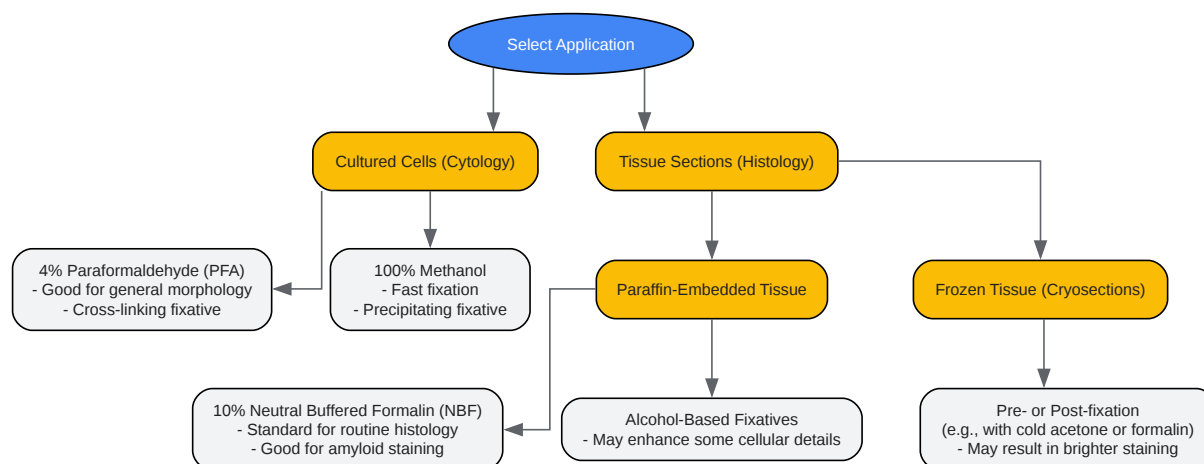 Select Application
Cultured Cells (Cytology)
Tissue Sections (Histology)
4% Paraformaldehyde (PFA)
- Good for general morphology
- Cross-linking fixative
100% Methanol
- Fast fixation
- Precipitating fixative
Paraffin-Embedded Tissue
Frozen Tissue (Cryosections)
10% Neutral Buffered Formalin (NBF)
- Standard for routine histology
- Good for amyloid staining
Alcohol-Based Fixatives
- May enhance some cellular details
Pre- or Post-fixation
(e.g., with cold acetone or formalin)
- May result in brighter staining